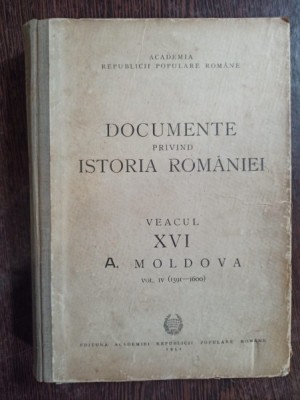 ACADEMIA
REPUBLICII POPULARE ROMÂNE
DOCUMENTE
PRIVIND
ISTORIA ROMÂNIEI
VEACUL
XVI
A. MOLDOVA
VOL. IV (1591—1600)
EDITURA ACADEMIEI REPUBLICII POPULARE ROMÂNE